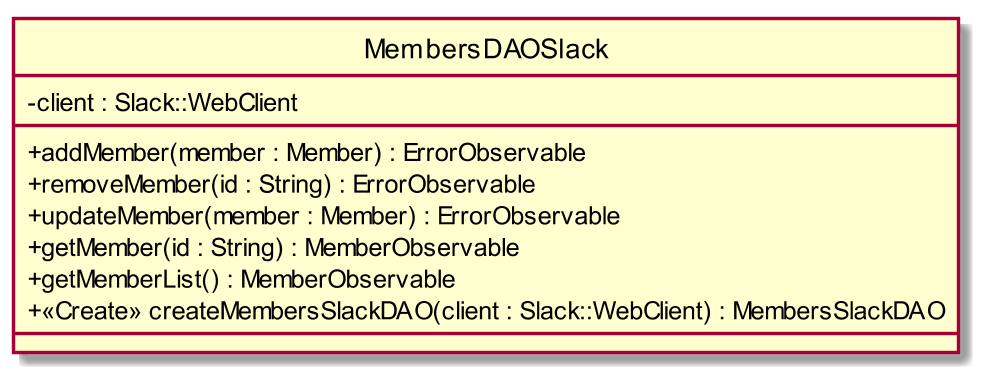 MembersDAOSlack
-client : Slack::WebClient
+addMember(member : Member) : ErrorObservable
+removeMember(id : String) : ErrorObservable
+updateMember(member : Member) : ErrorObservable
+getMember(id : String) : MemberObservable
+getMemberList() : MemberObservable
+«Create» createMembersSlackDAO(client : Slack::WebClient) : MembersSlackDAO